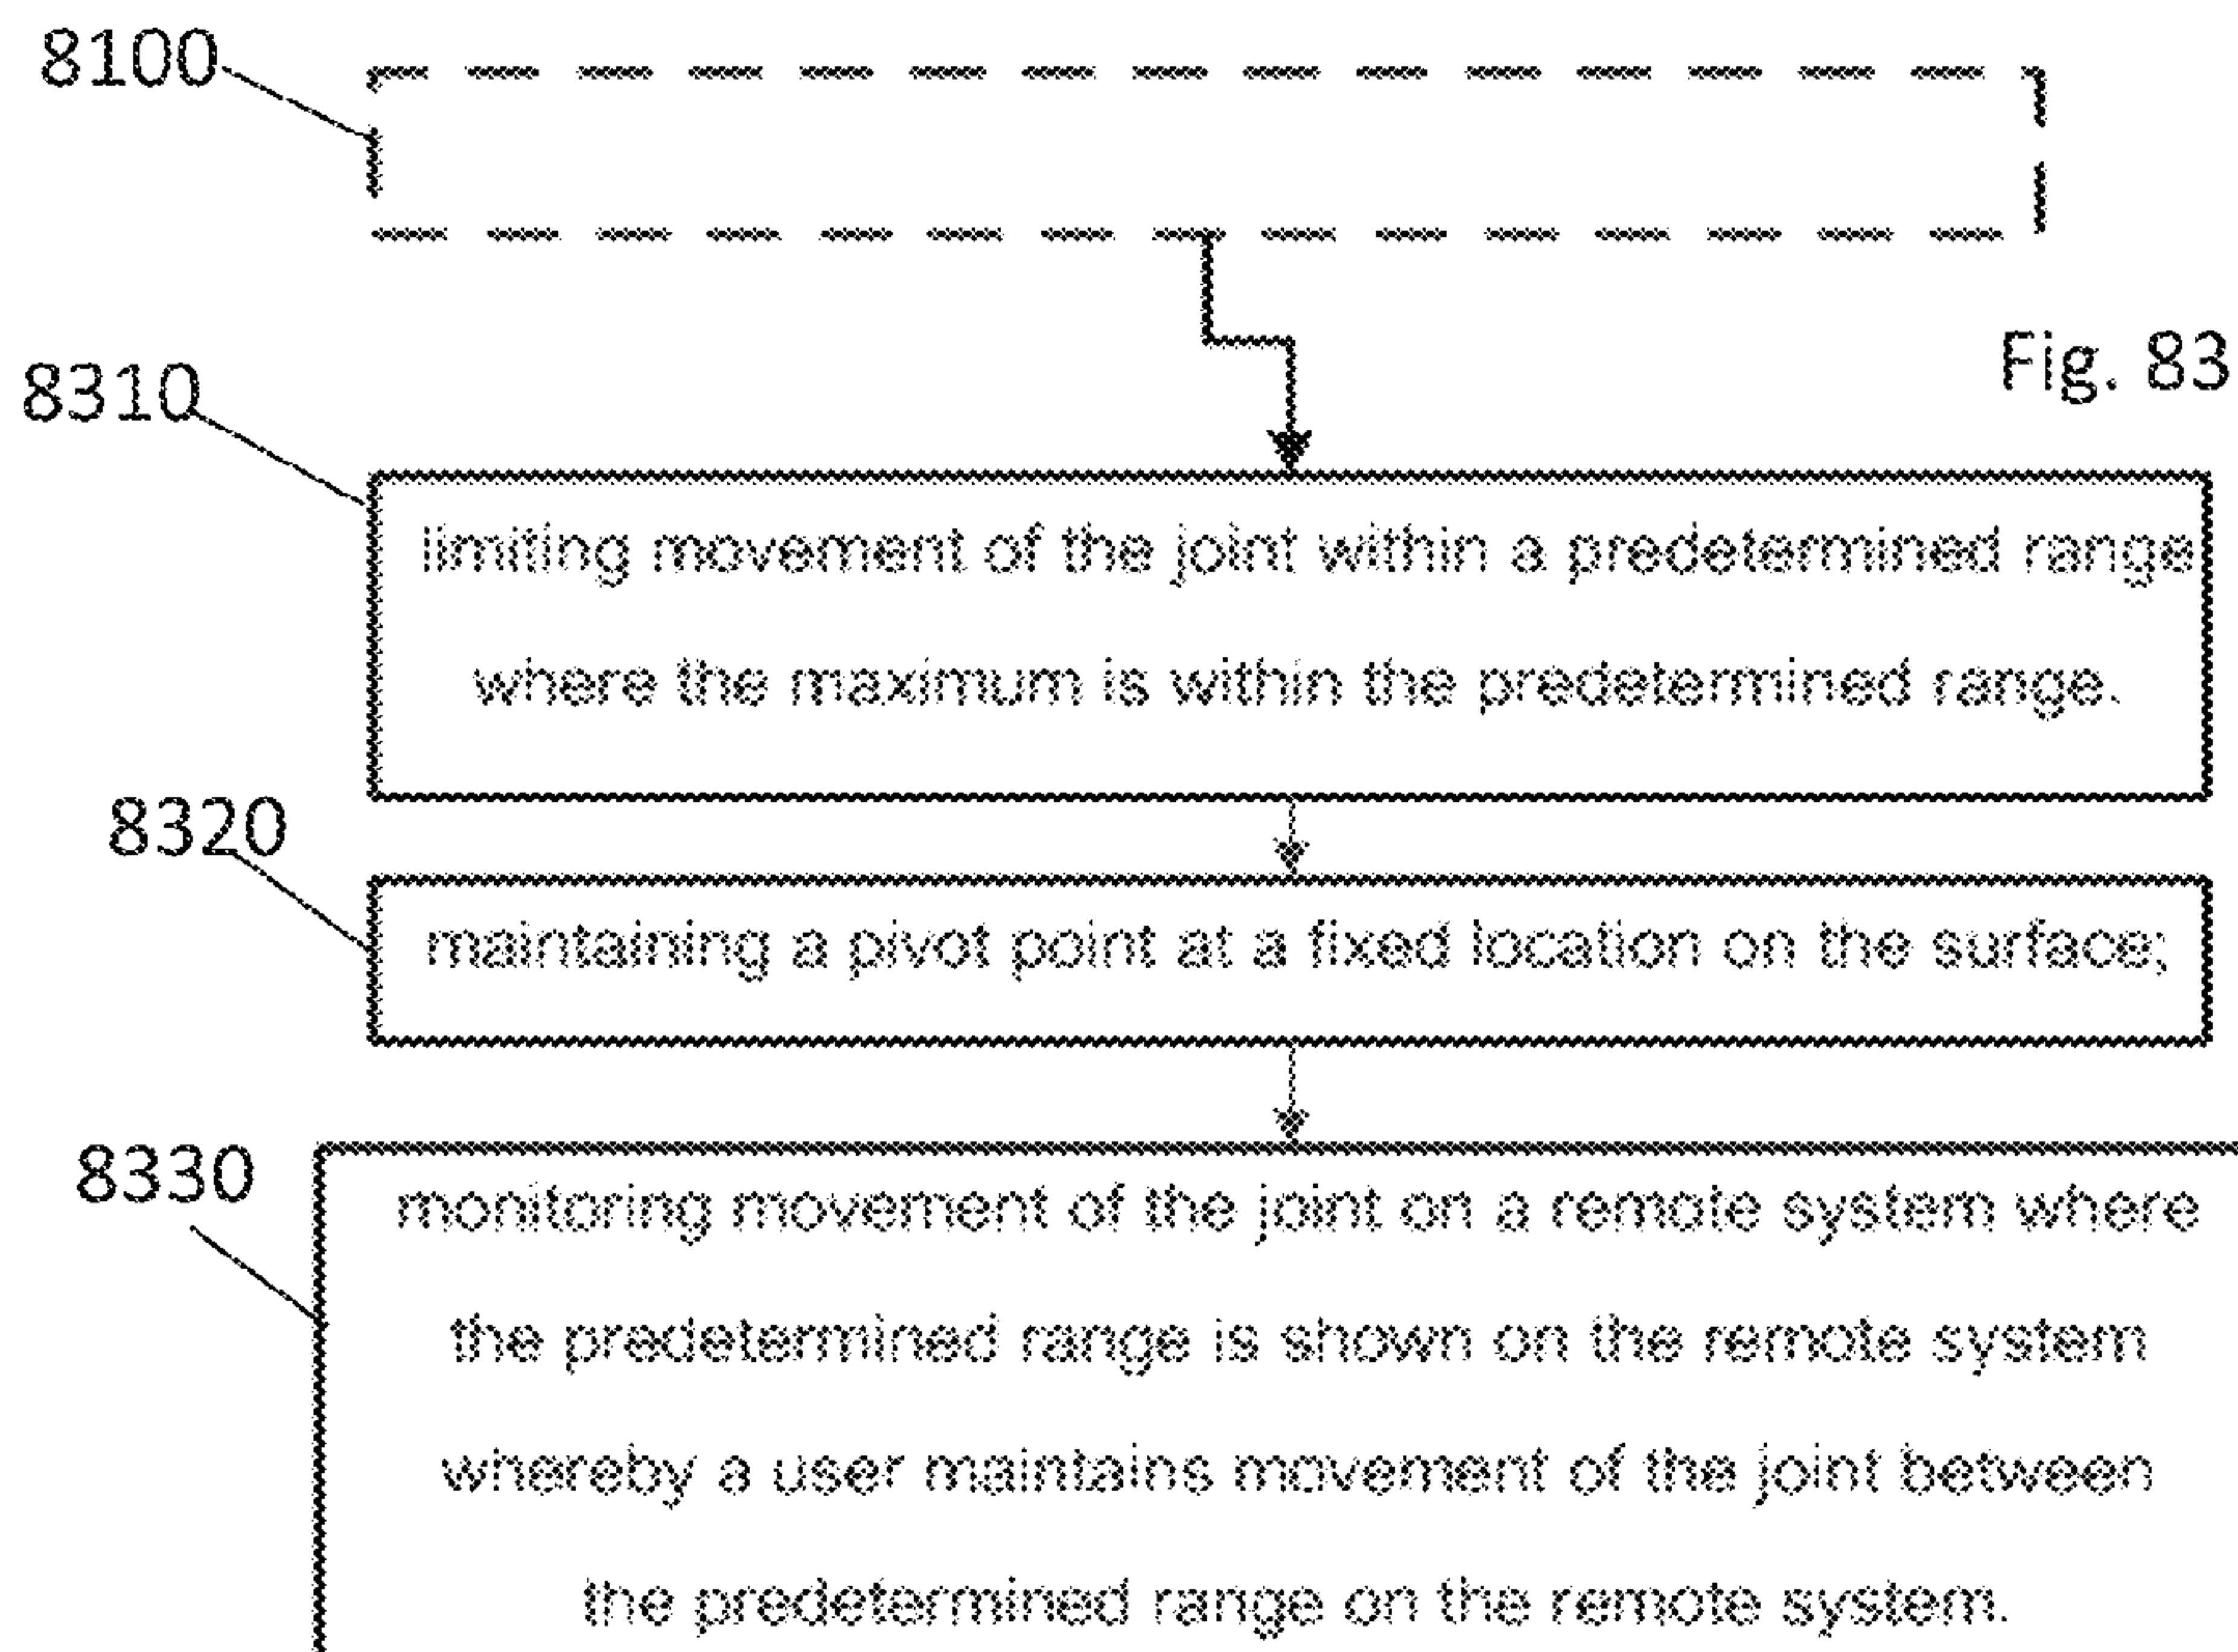 8100
Fig. 83
8310
limiting movement of the joint within a predetermined range
where the maximum is within the predetermined range.
8320
maintaining a pivot point at a fixed location on the surface;
8330
monitoring movement of the joint on a remote system where
the predetermined range is shown on the remote system
whereby a user maintains movement of the joint between
the predetermined range on the remote system.